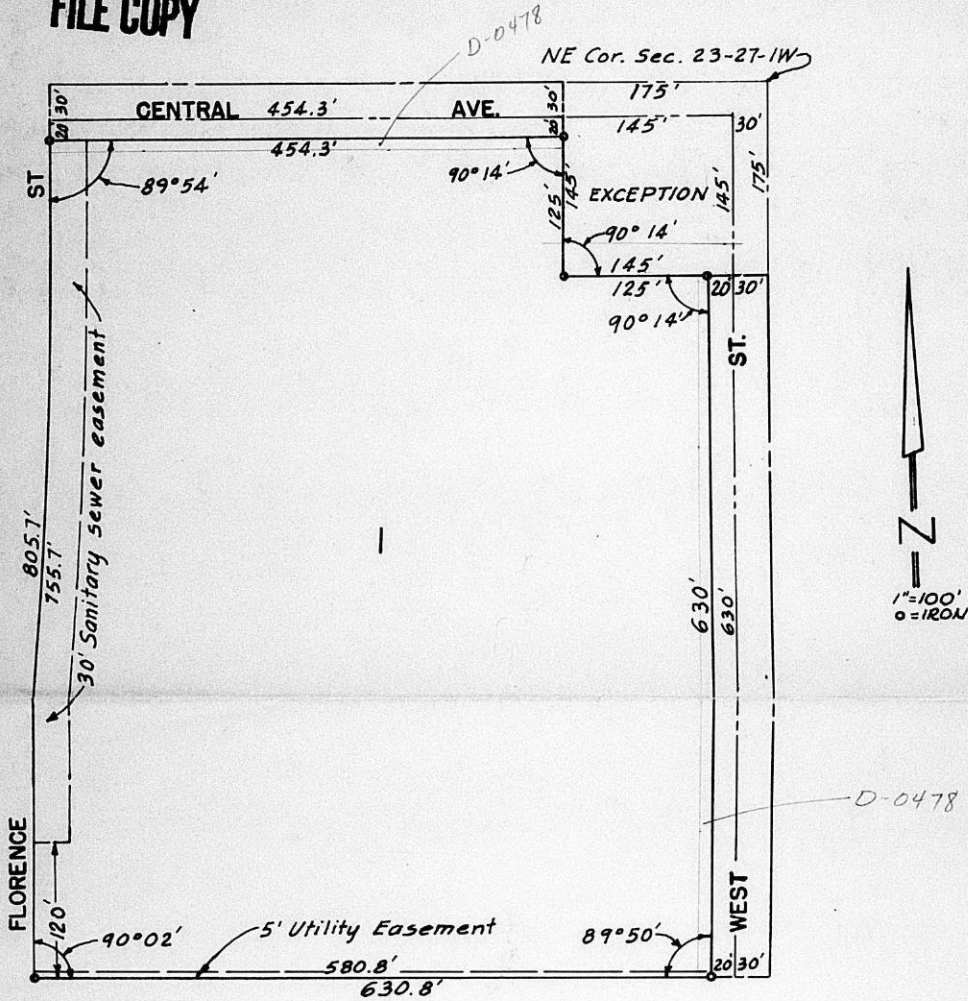 FILE COPY
D-0478
NE Cor. Sec. 23-27-1W
175'
30'
CENTRAL 454.3' AVE.
30'
145'
30'
20'
20'
454.3'
ST
89°54'
90°14'
125'
145'
EXCEPTION
145'
175'
90°14'
145'
125'
20' 30'
90°14'
ST.
30' Sanitary sewer easement
805.7'
755.7'
1
630'
630'
N
1"=100'
o=IRON
D-0478
FLORENCE
120'
90°02'
5' Utility Easement
89°50'
WEST
580.8'
20' 30'
630.8'